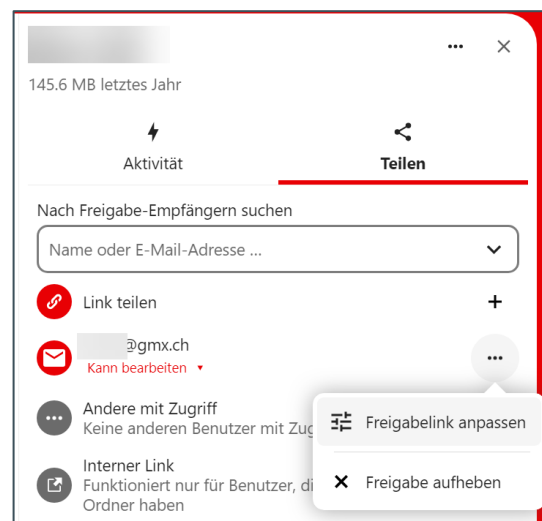 145.6 MB letztes Jahr
Aktivität
Teilen
Nach Freigabe-Empfängern suchen
Name oder E-Mail-Adresse ...
Link teilen
@gmx.ch
Kann bearbeiten
Andere mit Zugriff
Keine anderen Benutzer mit
Freigabelink anpassen
Interner Link
Funktioniert nur für Benutzer,
Freigabe aufheben
Ordner haben